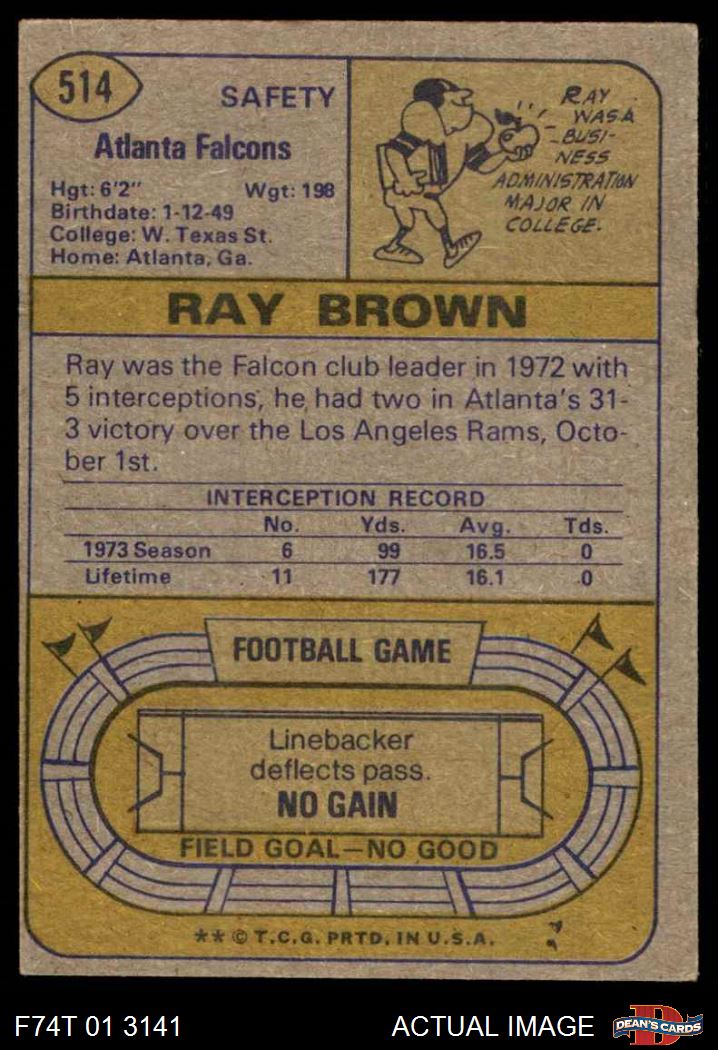 514
SAFETY
Atlanta Falcons
Hgt: 6'2" Wgt: 198
Birthdate: 1-12-49
College: W. Texas St.
Home: Atlanta, Ga.
RAY
WAS A
BUSI-
NESS
ADMINISTRATION
MAJOR IN
COLLEGE.
RAY BROWN
Ray was the Falcon club leader in 1972 with
5 interceptions, he had two in Atlanta's 31-
3 victory over the Los Angeles Rams, Octo-
ber 1st.
INTERCEPTION RECORD
No. Yds. Avg. Tds.
1973 Season 6 99 16.5 0
Lifetime 11 177 16.1 0
FOOTBALL GAME
Linebacker
deflects pass.
NO GAIN
FIELD GOAL—NO GOOD
** © T.C.G. PRTD. IN U.S.A.
F74T 01 3141 ACTUAL IMAGE DEAN'S CARDS